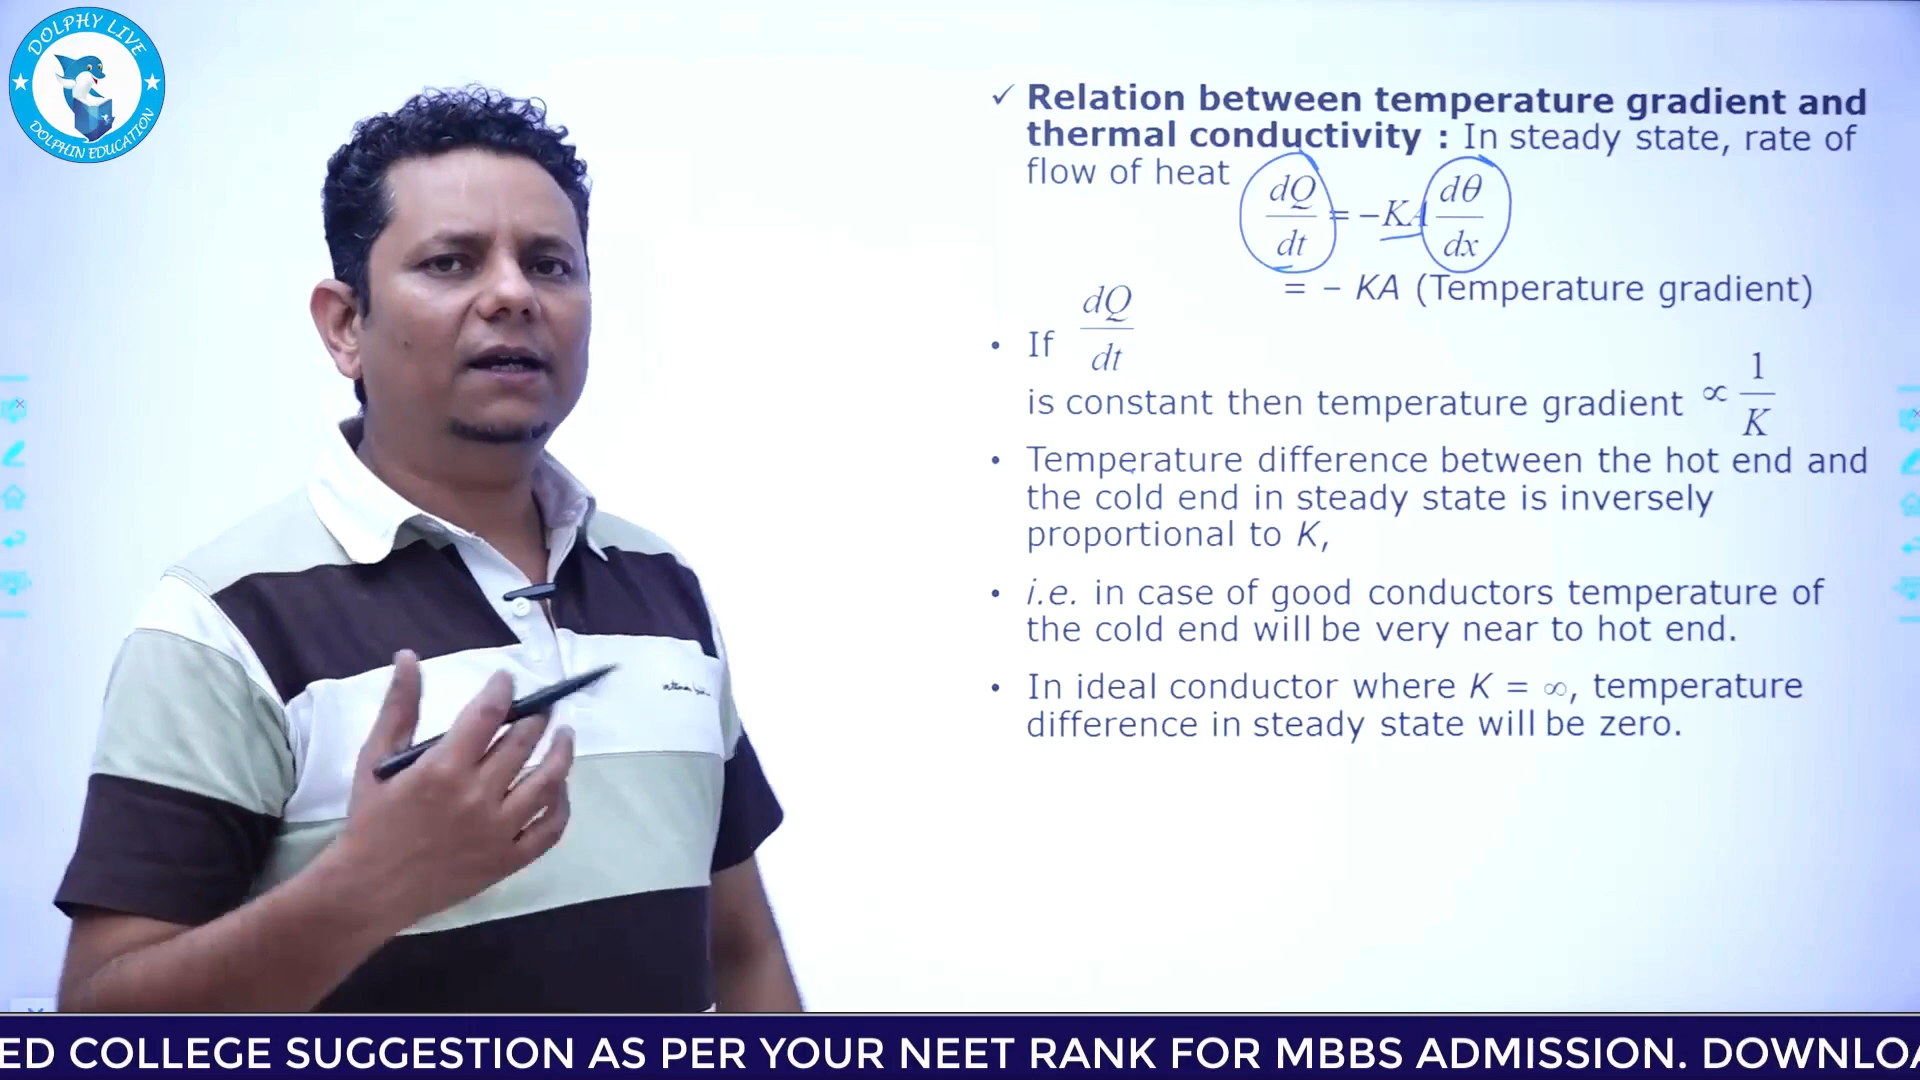 DOLPHY LIVE
DOLPHIN EDUCATION
✓ Relation between temperature gradient and
thermal conductivity : In steady state, rate of
flow of heat dQ/dt = –KA dθ/dx
= – KA (Temperature gradient)
• If dQ/dt
is constant then temperature gradient ∝ 1/K
• Temperature difference between the hot end and
the cold end in steady state is inversely
proportional to K,
• i.e. in case of good conductors temperature of
the cold end will be very near to hot end.
• In ideal conductor where K = ∞, temperature
difference in steady state will be zero.
ED COLLEGE SUGGESTION AS PER YOUR NEET RANK FOR MBBS ADMISSION. DOWNLOA